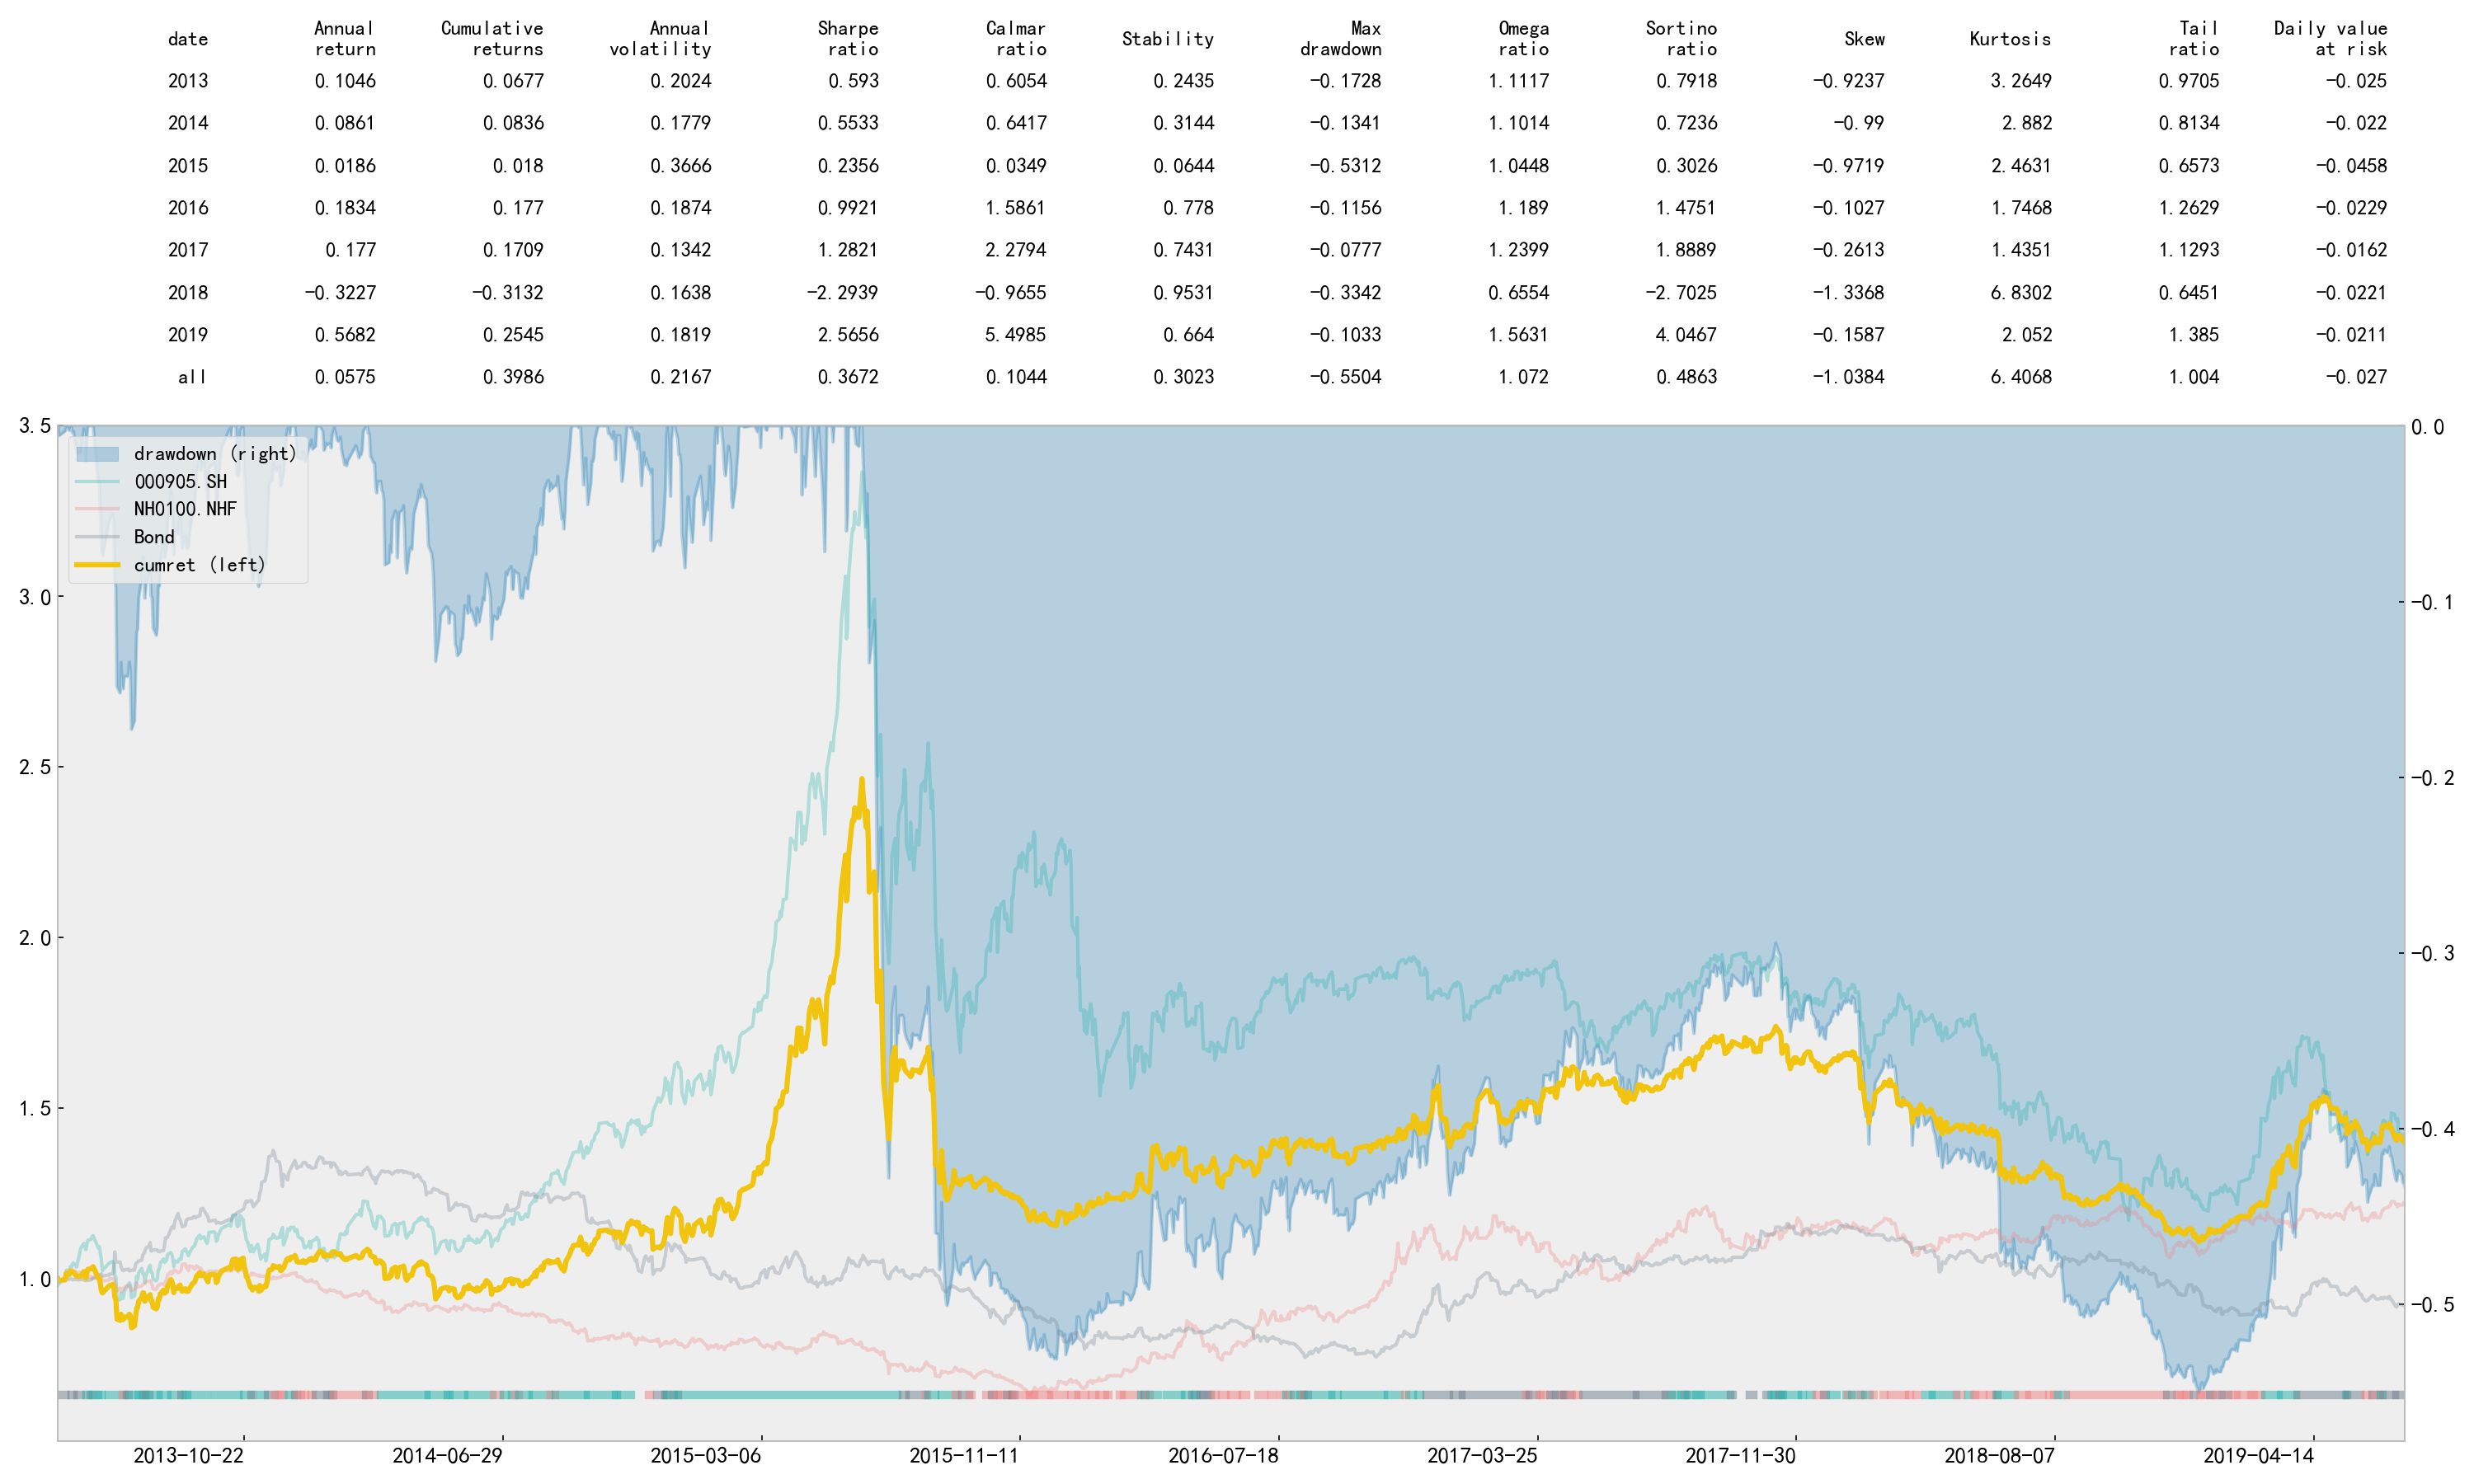 date Annual return Cumulative returns Annual volatility Sharpe ratio Calmar ratio Stability Max drawdown Omega ratio Sortino ratio Skew Kurtosis Tail ratio Daily value at risk
2013 0.1046 0.0677 0.2024 0.593 0.6054 0.2435 −0.1728 1.1117 0.7918 −0.9237 3.2649 0.9705 −0.025
2014 0.0861 0.0836 0.1779 0.5533 0.6417 0.3144 −0.1341 1.1014 0.7236 −0.99 2.882 0.8134 −0.022
2015 0.0186 0.018 0.3666 0.2356 0.0349 0.0644 −0.5312 1.0448 0.3026 −0.9719 2.4631 0.6573 −0.0458
2016 0.1834 0.177 0.1874 0.9921 1.5861 0.778 −0.1156 1.189 1.4751 −0.1027 1.7468 1.2629 −0.0229
2017 0.177 0.1709 0.1342 1.2821 2.2794 0.7431 −0.0777 1.2399 1.8889 −0.2613 1.4351 1.1293 −0.0162
2018 −0.3227 −0.3132 0.1638 −2.2939 −0.9655 0.9531 −0.3342 0.6554 −2.7025 −1.3368 6.8302 0.6451 −0.0221
2019 0.5682 0.2545 0.1819 2.5656 5.4985 0.664 −0.1033 1.5631 4.0467 −0.1587 2.052 1.385 −0.0211
all 0.0575 0.3986 0.2167 0.3672 0.1044 0.3023 −0.5504 1.072 0.4863 −1.0384 6.4068 1.004 −0.027
3.5
3.0
2.5
2.0
1.5
1.0
drawdown (right)
000905.SH
NH0100.NHF
Bond
cumret (left)
0.0
−0.1
−0.2
−0.3
−0.4
−0.5
2013−10−22 2014−06−29 2015−03−06 2015−11−11 2016−07−18 2017−03−25 2017−11−30 2018−08−07 2019−04−14